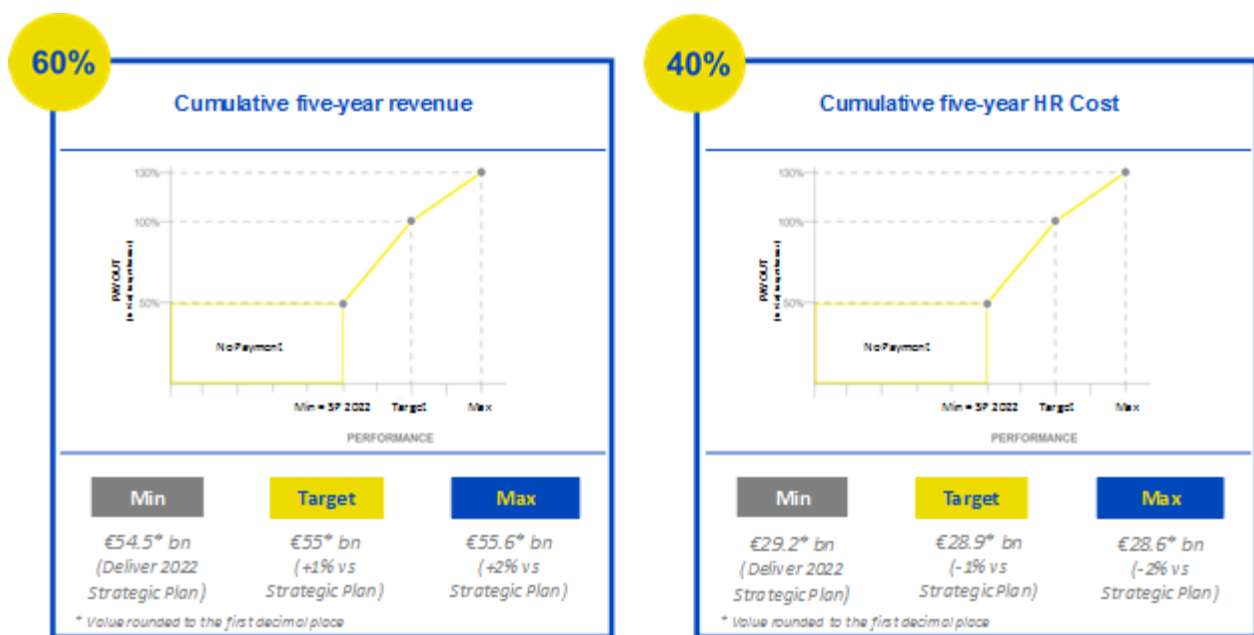 60%
Cumulative five-year revenue
130%
100%
50%
PAYOUT
No Payment
Min = SP 2022 Target Max
PERFORMANCE
Min Target Max
€54.5* bn €55* bn €55.6* bn
(Deliver 2022 (+1% vs (+2% vs
Strategic Plan) Strategic Plan) Strategic Plan)
* Value rounded to the first decimal place
40%
Cumulative five-year HR Cost
130%
100%
50%
PAYOUT
No Payment
Min = SP 2022 Target Max
PERFORMANCE
Min Target Max
€29.2* bn €28.9* bn €28.6* bn
(Deliver 2022 (-1% vs (-2% vs
Strategic Plan) Strategic Plan) Strategic Plan)
* Value rounded to the first decimal place